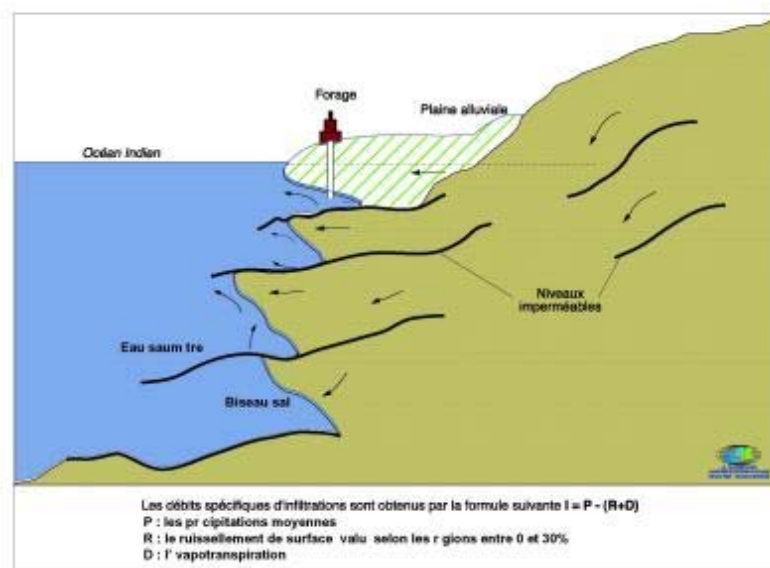 Forage
Plaine alluviale
Océan Indien
Niveaux
imperméables
Eau saum tre
Biseau sal
Les débits spécifiques d'infiltrations sont obtenus par la formule suivante I = P - (R+D)
P : les pr cipitations moyennes
R : le ruissellement de surface valu selon les r gions entre 0 et 30%
D : l' vapotranspiration